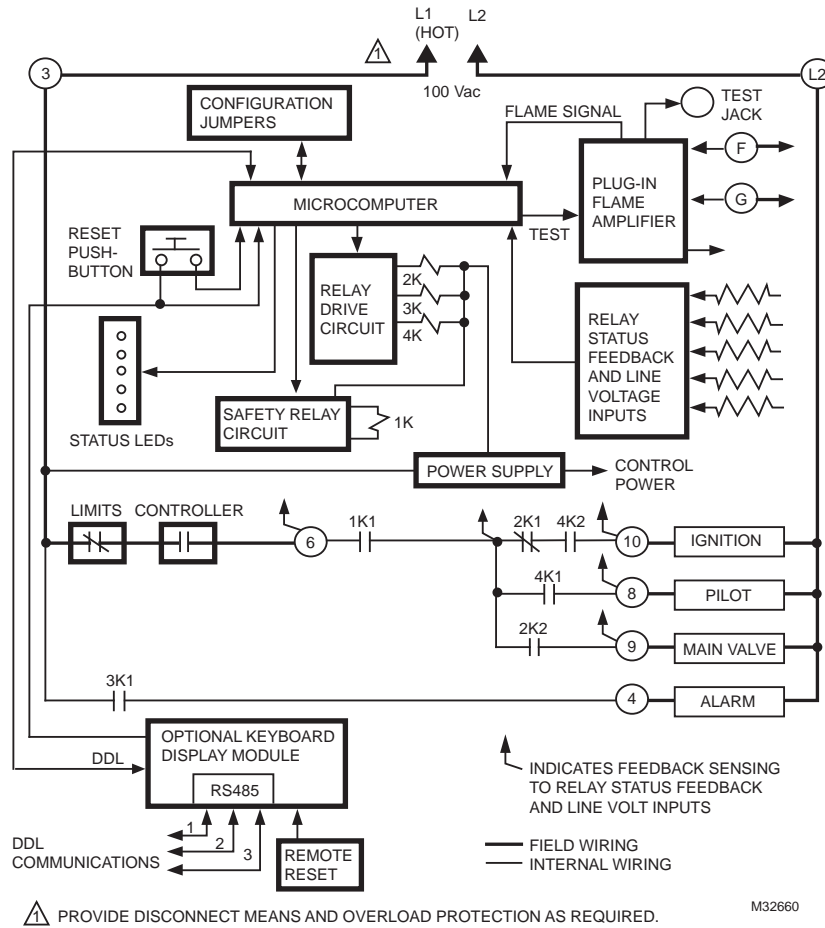 L1
(HOT)
L2
1
3
L2
100 Vac
CONFIGURATION
JUMPERS
FLAME SIGNAL
TEST
JACK
F
G
PLUG-IN
FLAME
AMPLIFIER
MICROCOMPUTER
TEST
RESET
PUSH-
BUTTON
RELAY
DRIVE
CIRCUIT
2K
3K
4K
RELAY
STATUS
FEEDBACK
AND LINE
VOLTAGE
INPUTS
STATUS LEDs
SAFETY RELAY
CIRCUIT
1K
POWER SUPPLY
CONTROL
POWER
LIMITS
CONTROLLER
6
1K1
2K1
4K2
10
IGNITION
4K1
8
PILOT
2K2
9
MAIN VALVE
3K1
4
ALARM
OPTIONAL KEYBOARD
DISPLAY MODULE
DDL
RS485
INDICATES FEEDBACK SENSING
TO RELAY STATUS FEEDBACK
AND LINE VOLT INPUTS
1
2
3
DDL
COMMUNICATIONS
REMOTE
RESET
FIELD WIRING
INTERNAL WIRING
1 PROVIDE DISCONNECT MEANS AND OVERLOAD PROTECTION AS REQUIRED.
M32660